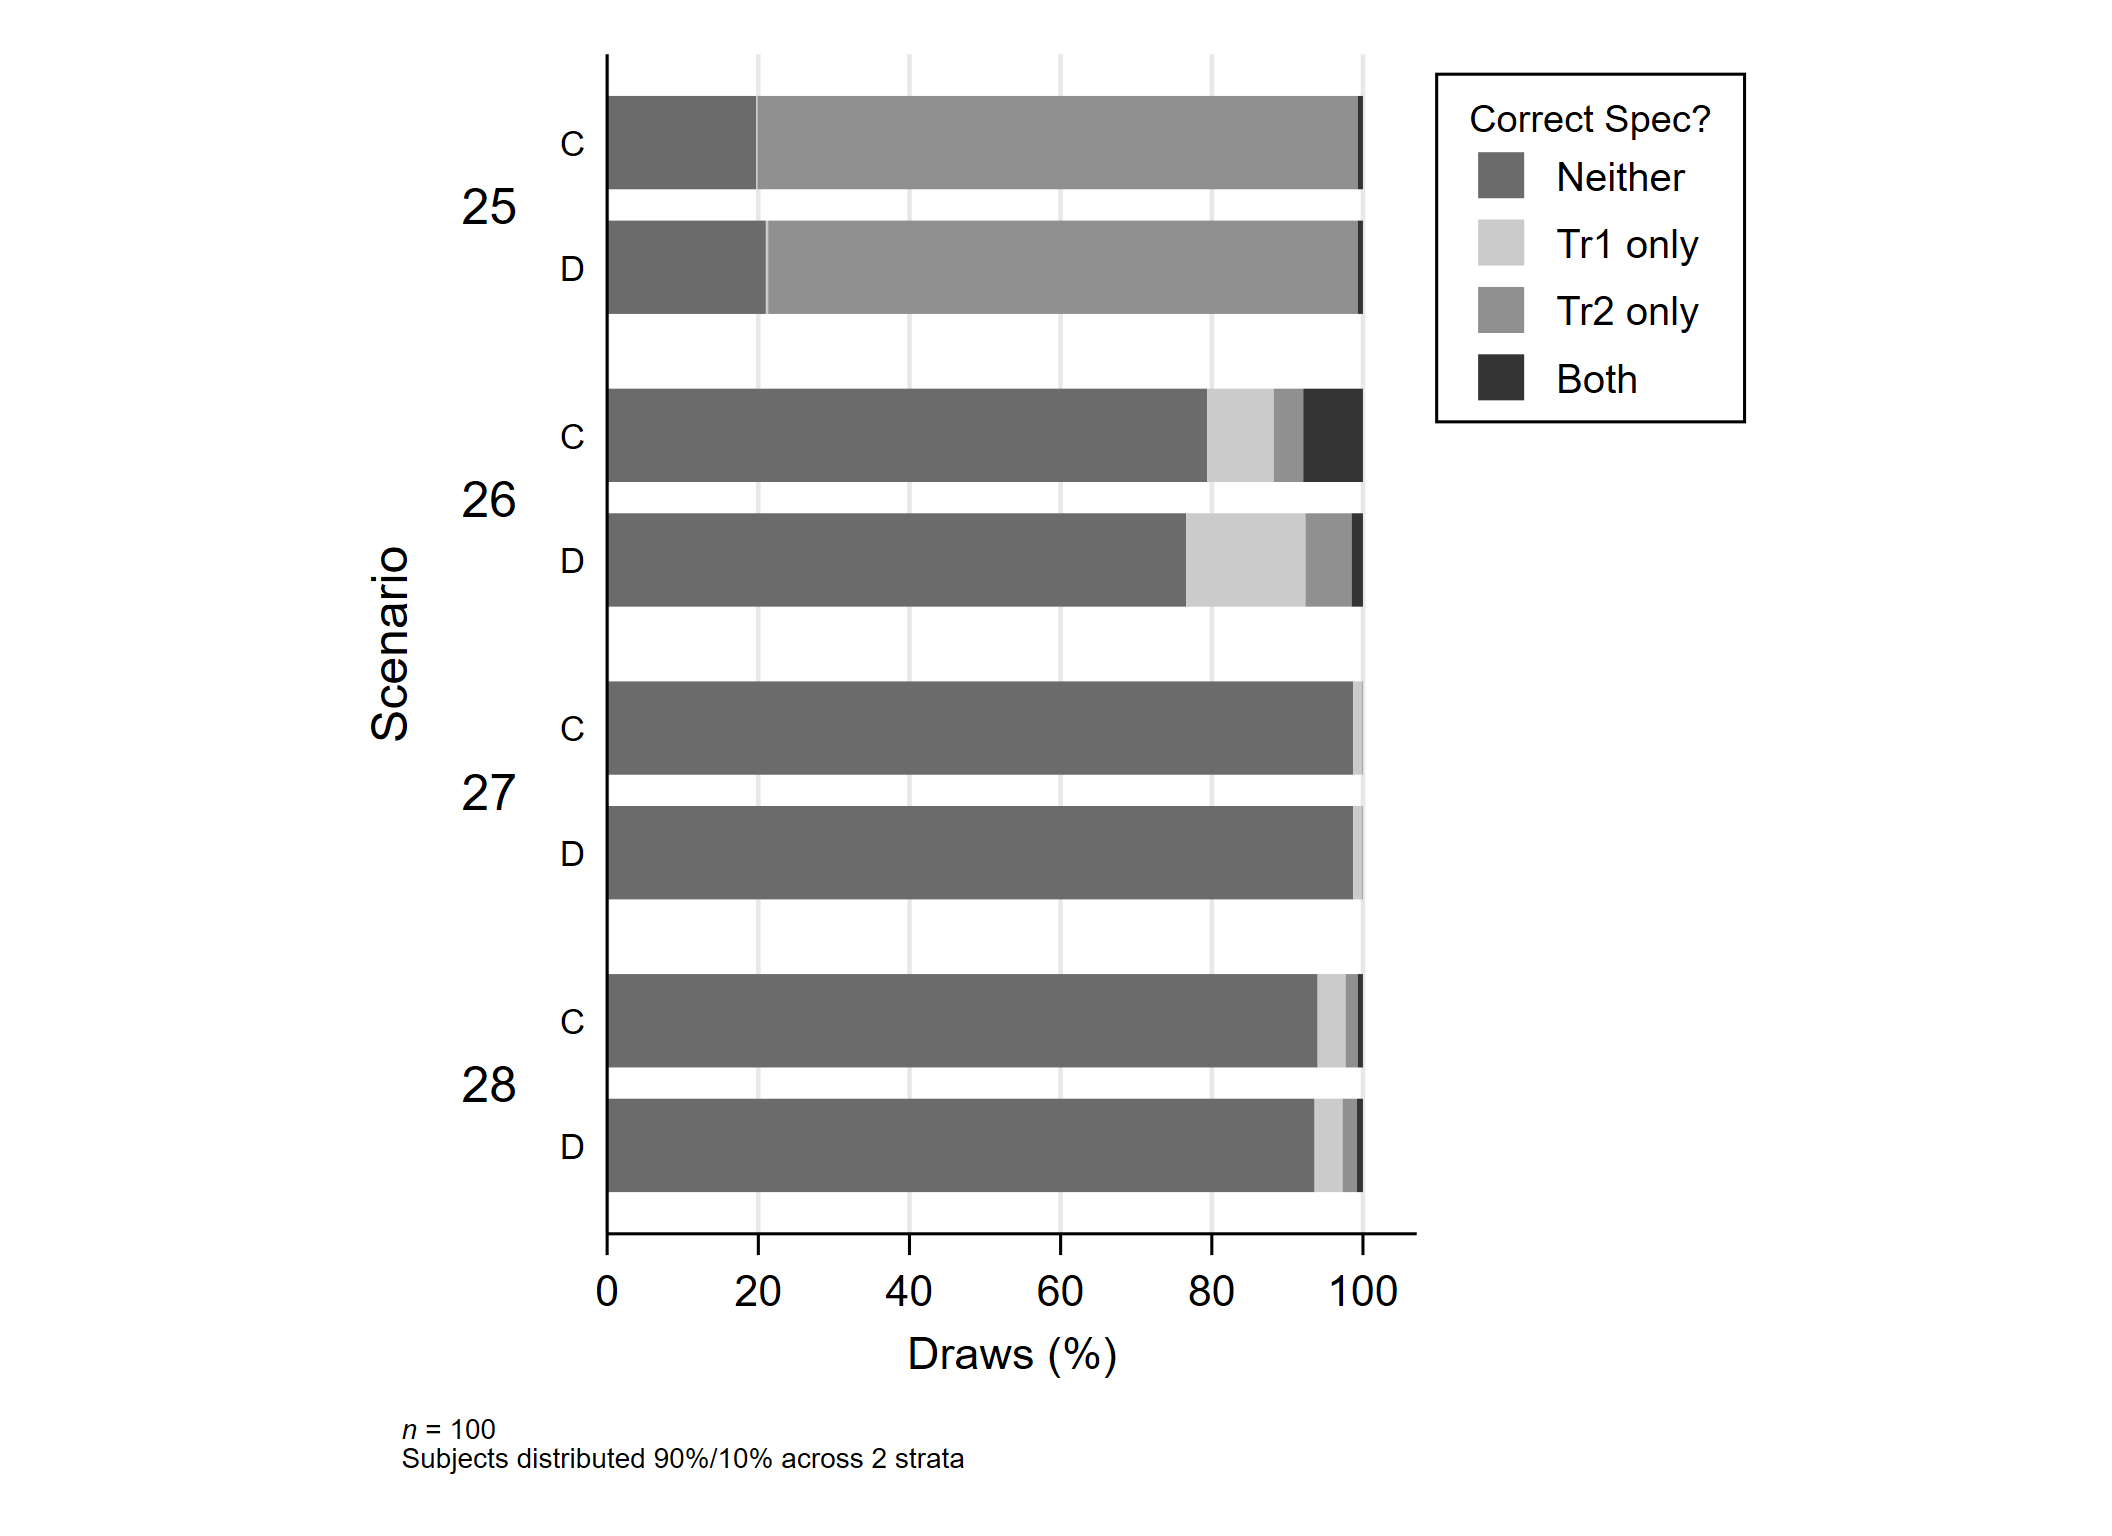 Correct Spec?
Neither
Tr1 only
Tr2 only
Both
Scenario
25
C
D
26
C
D
27
C
D
28
C
D
0 20 40 60 80 100
Draws (%)
n = 100
Subjects distributed 90%/10% across 2 strata